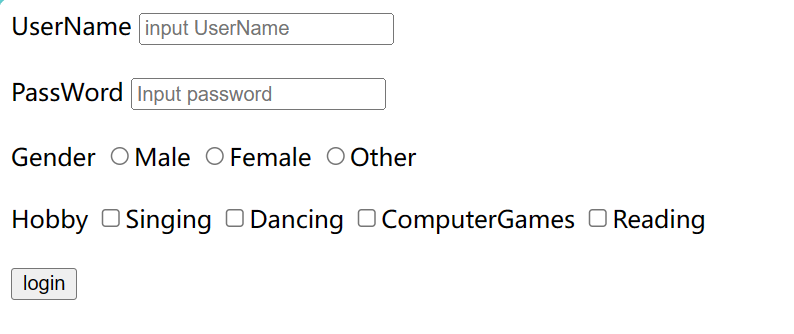 UserName input UserName
PassWord Input password
Gender Male Female Other
Hobby Singing Dancing ComputerGames Reading
login